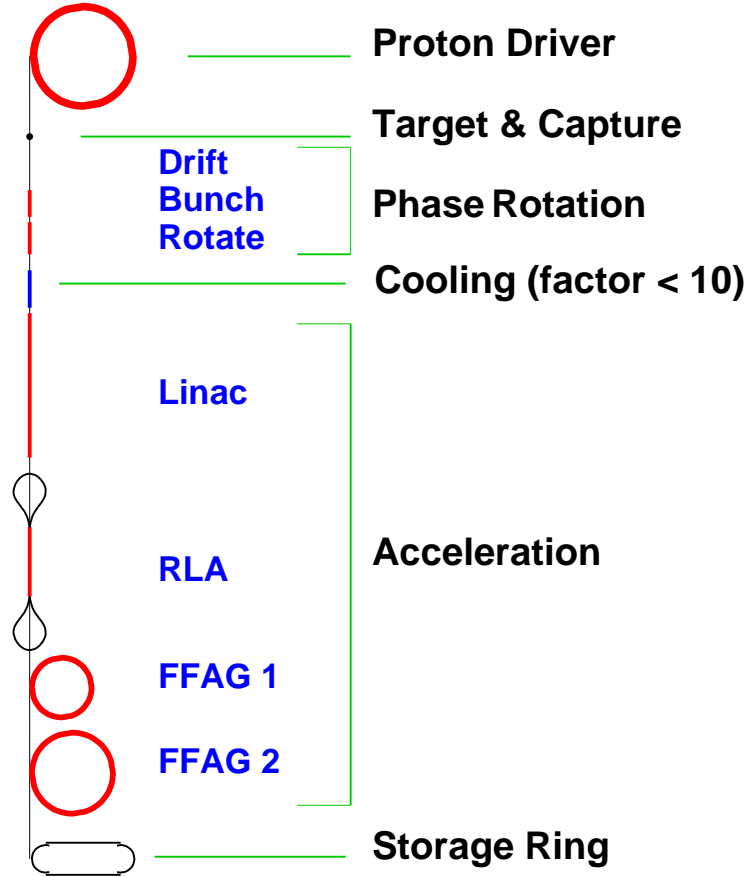 Proton Driver
Target & Capture
Drift
Bunch
Rotate
Phase Rotation
Cooling (factor < 10)
Linac
Acceleration
RLA
FFAG 1
FFAG 2
Storage Ring